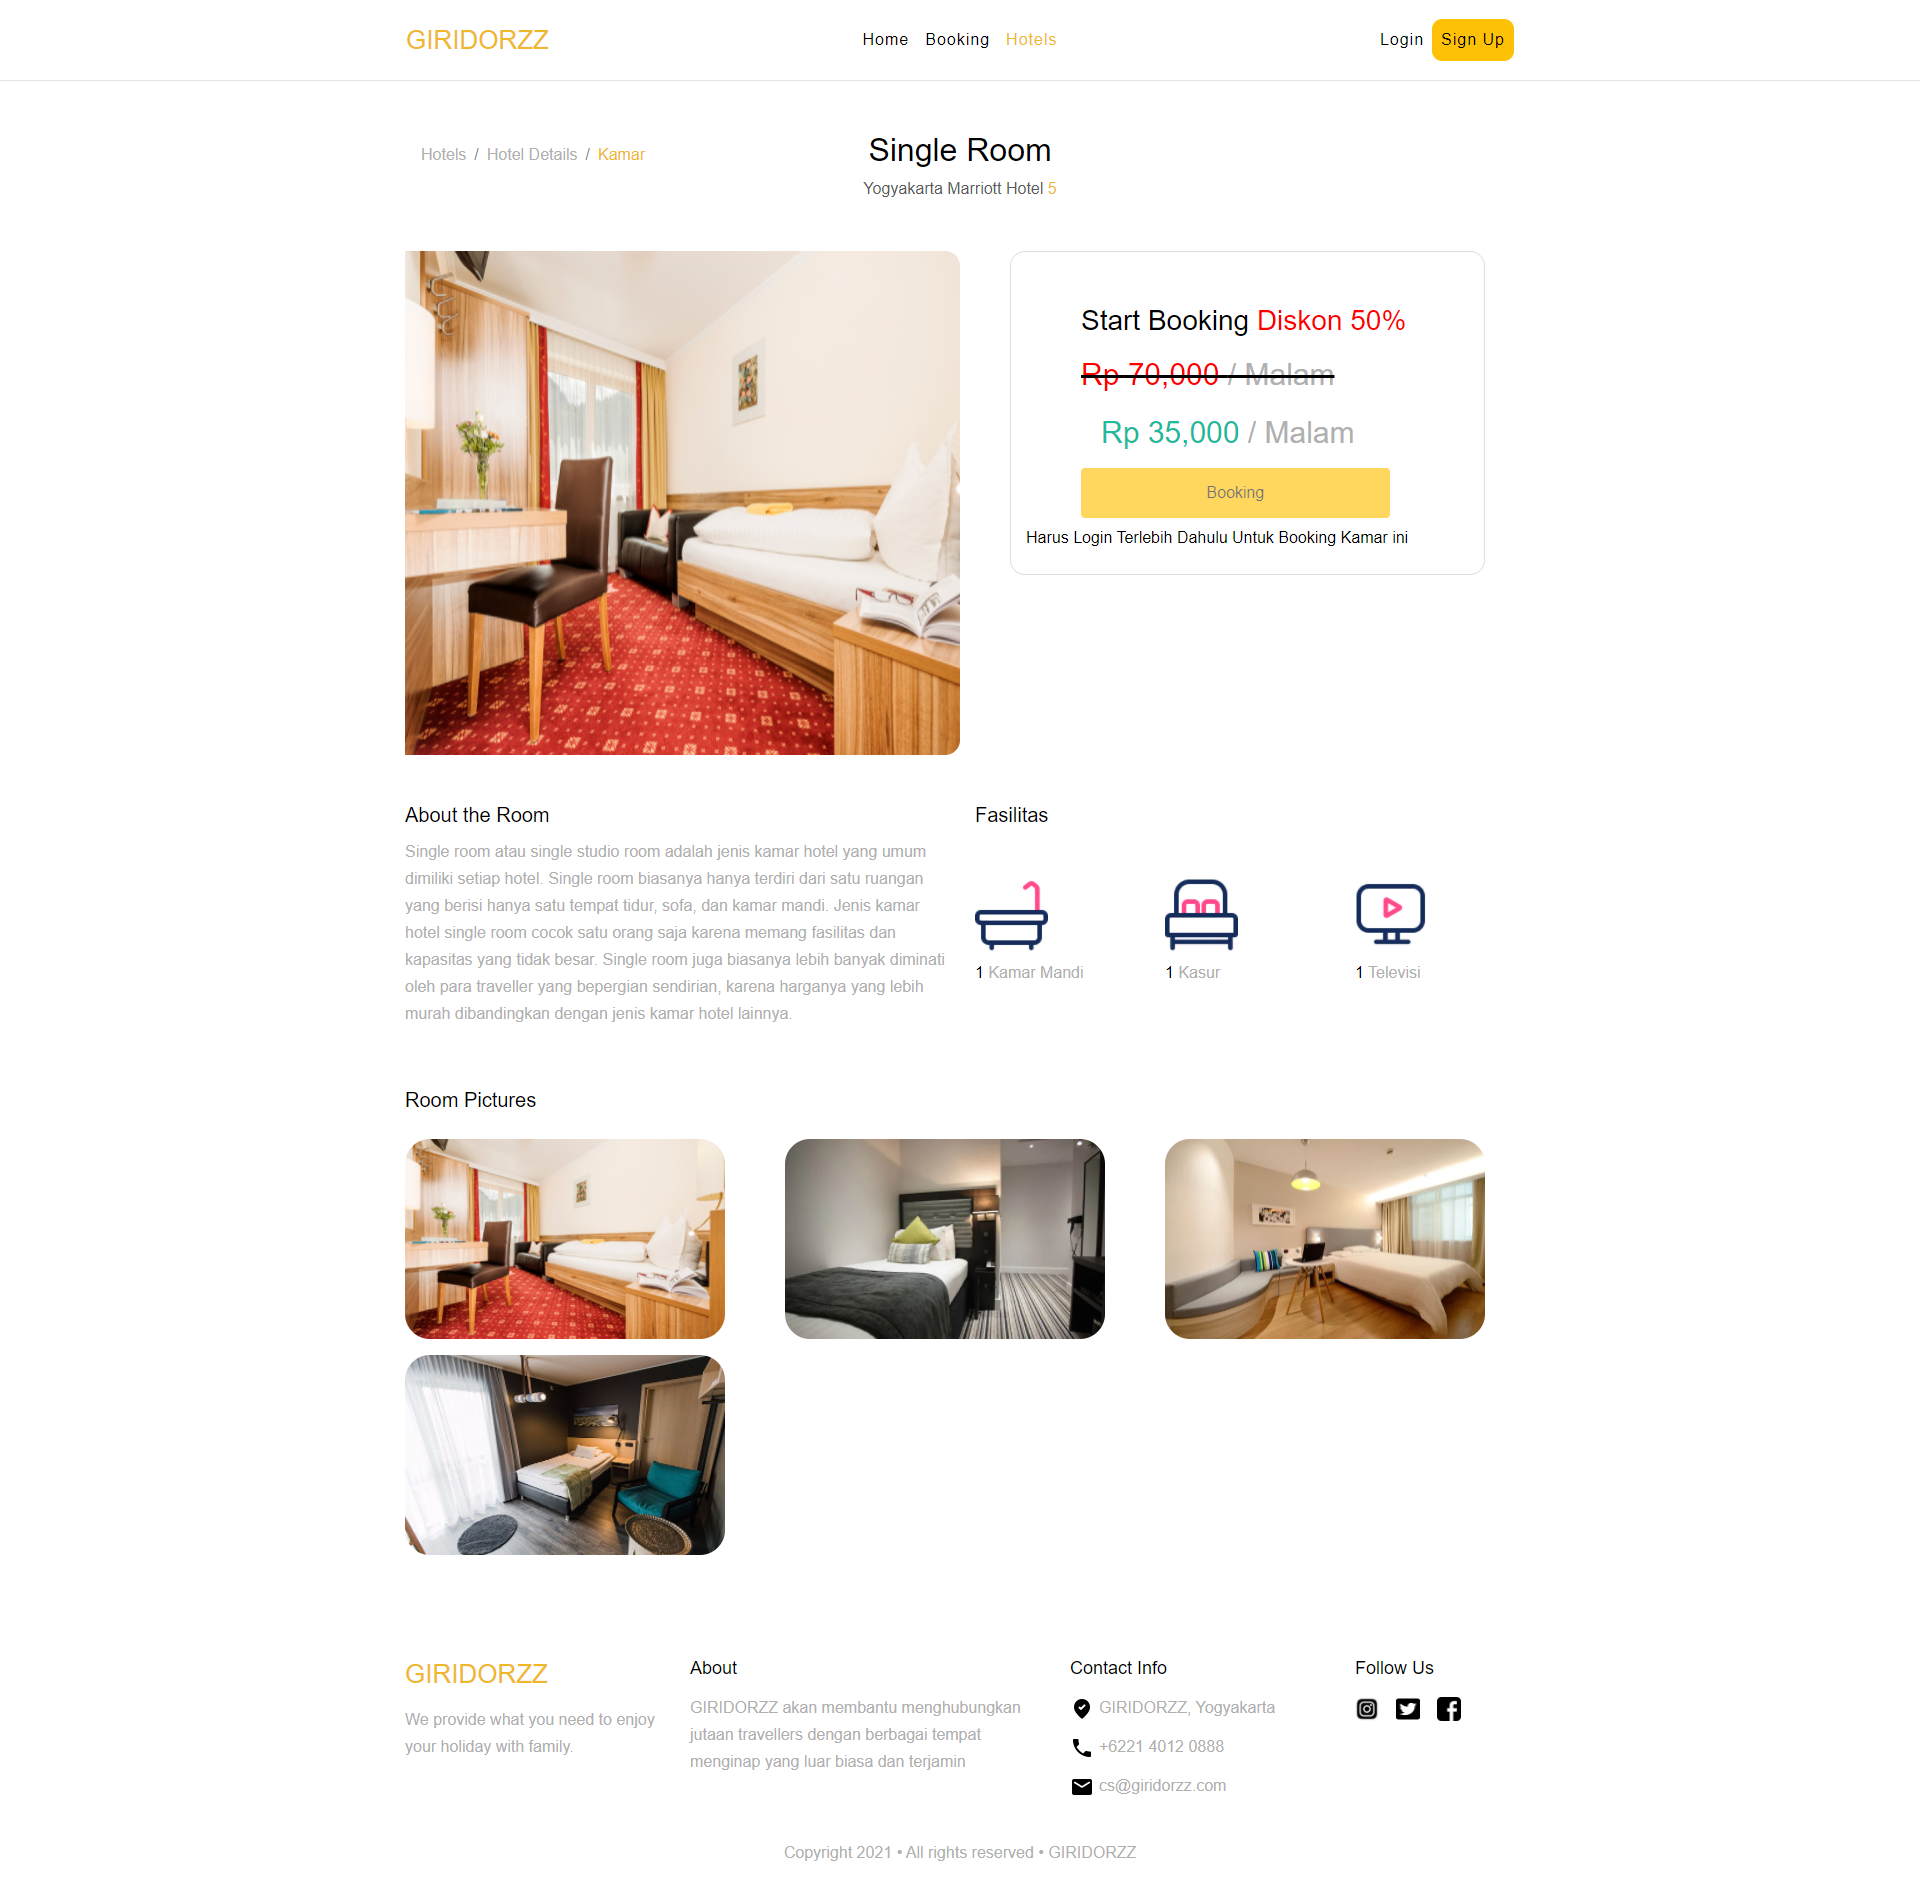 GIRIDORZZ
Home Booking Hotels
Login Sign Up
Hotels / Hotel Details / Kamar
Single Room
Yogyakarta Marriott Hotel 5
Start Booking Diskon 50%
Rp 70,000 / Malam
Rp 35,000 / Malam
Booking
Harus Login Terlebih Dahulu Untuk Booking Kamar ini
About the Room
Single room atau single studio room adalah jenis kamar hotel yang umum
dimiliki setiap hotel. Single room biasanya hanya terdiri dari satu ruangan
yang berisi hanya satu tempat tidur, sofa, dan kamar mandi. Jenis kamar
hotel single room cocok satu orang saja karena memang fasilitas dan
kapasitas yang tidak besar. Single room juga biasanya lebih banyak diminati
oleh para traveller yang bepergian sendirian, karena harganya yang lebih
murah dibandingkan dengan jenis kamar hotel lainnya.
Fasilitas
1 Kamar Mandi
1 Kasur
1 Televisi
Room Pictures
GIRIDORZZ
We provide what you need to enjoy
your holiday with family.
About
GIRIDORZZ akan membantu menghubungkan
jutaan travellers dengan berbagai tempat
menginap yang luar biasa dan terjamin
Contact Info
GIRIDORZZ, Yogyakarta
+6221 4012 0888
cs@giridorzz.com
Follow Us
Copyright 2021 • All rights reserved • GIRIDORZZ